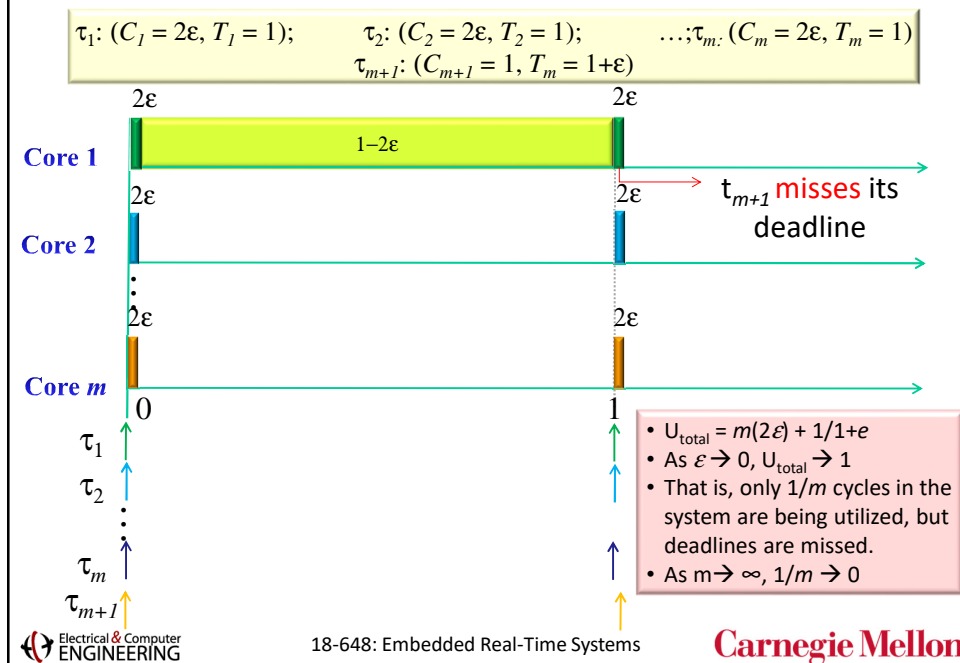 τ1: (C1 = 2ε, T1 = 1); τ2: (C2 = 2ε, T2 = 1); …;τm: (Cm = 2ε, Tm = 1)
τm+1: (Cm+1 = 1, Tm = 1+ε)
2ε 2ε
Core 1
1−2ε
2ε 2ε
tm+1 misses its
deadline
Core 2
⋮
2ε 2ε
Core m
0 1
τ1
τ2
⋮
τm
τm+1
• Utotal = m(2ε) + 1/1+e
• As ε → 0, Utotal → 1
• That is, only 1/m cycles in the
system are being utilized, but
deadlines are missed.
• As m→ ∞, 1/m → 0
Electrical & Computer
ENGINEERING
18-648: Embedded Real-Time Systems
Carnegie Mellon